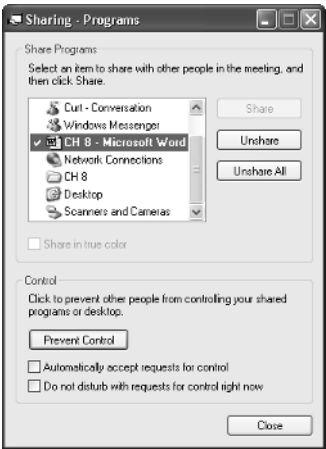 Sharing - Programs
Share Programs
Select an item to share with other people in the meeting, and
then click Share.
Curt - Conversation
Windows Messenger
CH 8 - Microsoft Word
Network Connections
CH 8
Desktop
Scanners and Cameras
Share
Unshare
Unshare All
Share in true color
Control
Click to prevent other people from controlling your shared
programs or desktop.
Prevent Control
Automatically accept requests for control
Do not disturb with requests for control right now
Close